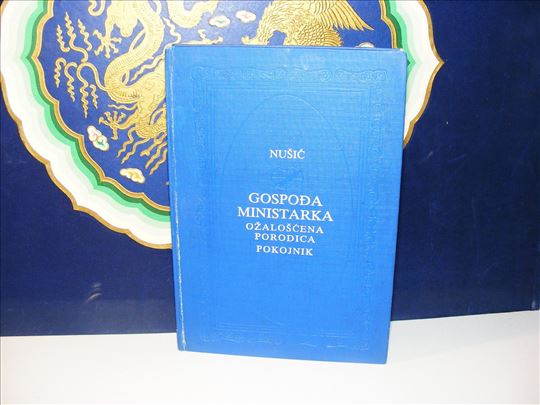 NUŠIĆ
GOSPOĐA
MINISTARKA
OŽALOŠĆENA
PORODICA
POKOJNIK